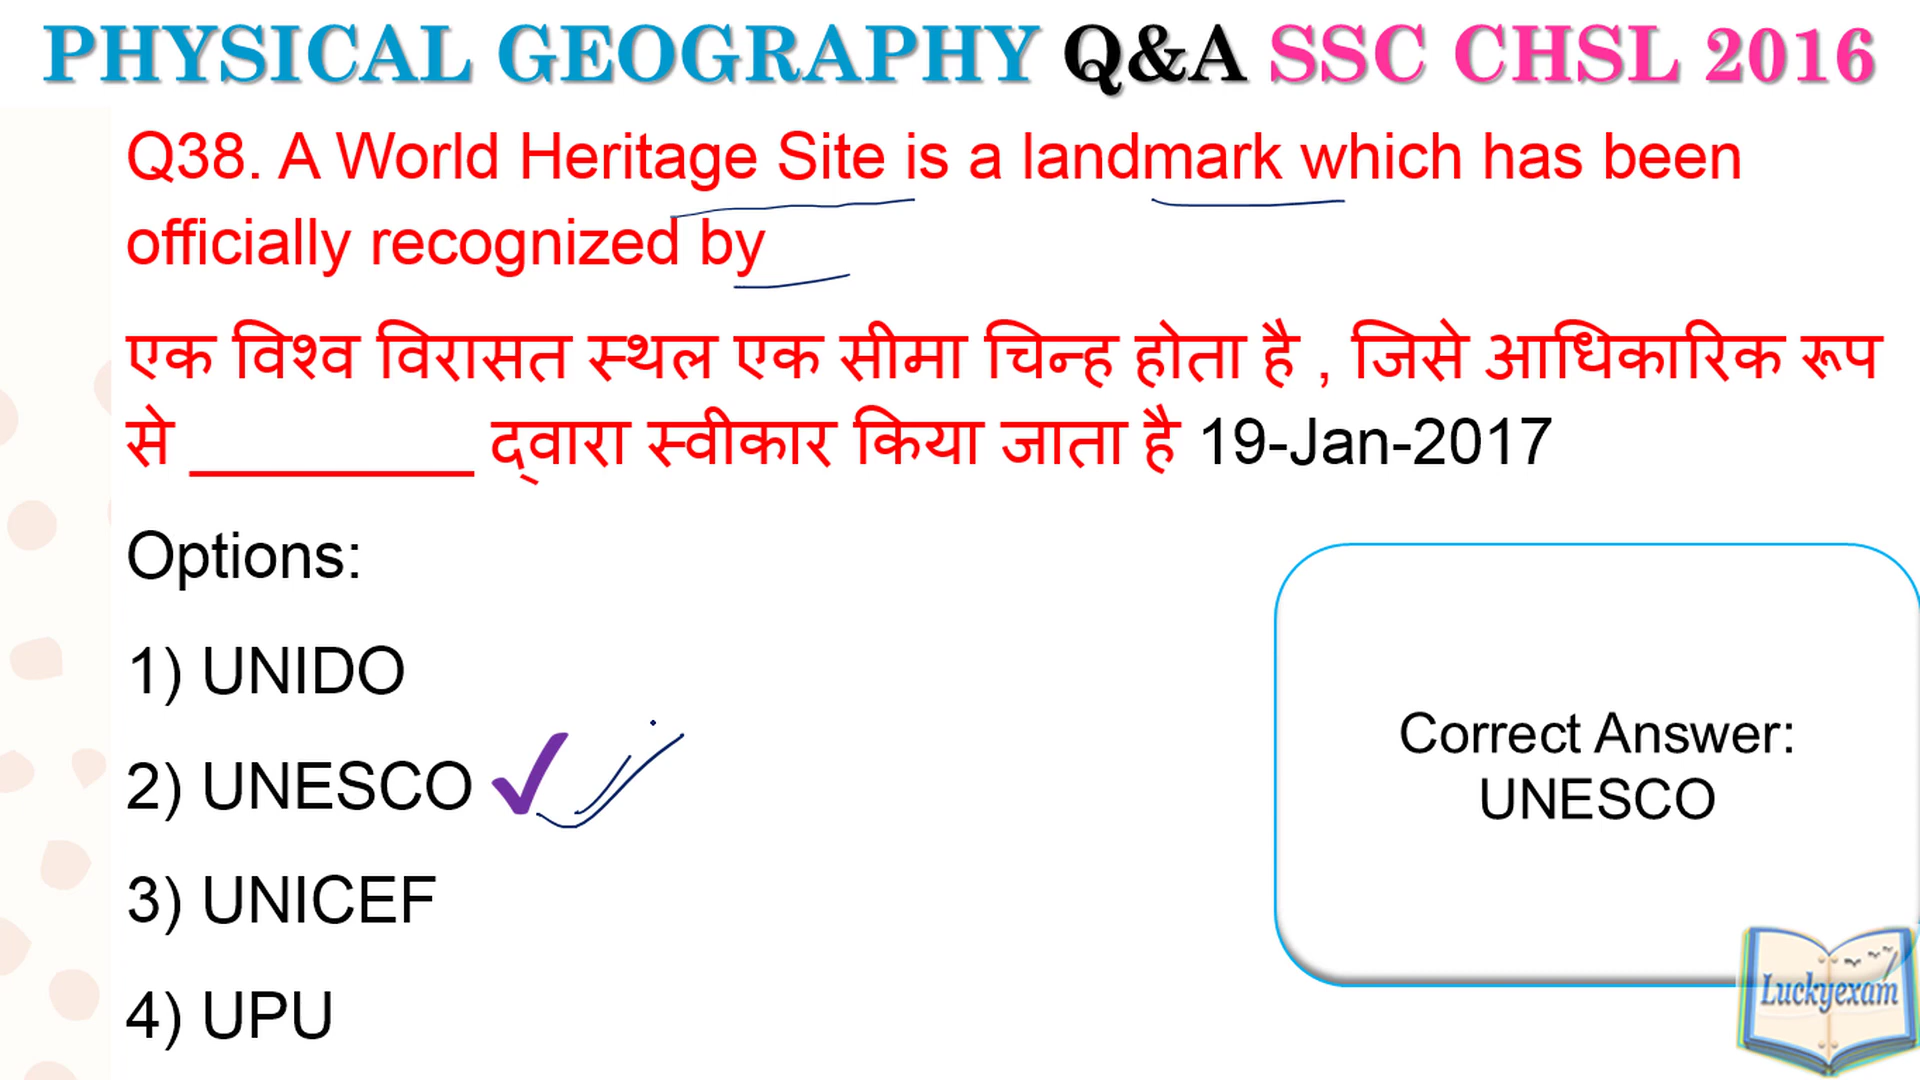 PHYSICAL GEOGRAPHY Q&A SSC CHSL 2016
Q38. A World Heritage Site is a landmark which has been
officially recognized by
एक विश्व विरासत स्थल एक सीमा चिन्ह होता है , जिसे आधिकारिक रूप
से ________ द्वारा स्वीकार किया जाता है 19-Jan-2017
Options:
1) UNIDO
2) UNESCO
3) UNICEF
4) UPU
Correct Answer:
UNESCO
Luckyexam